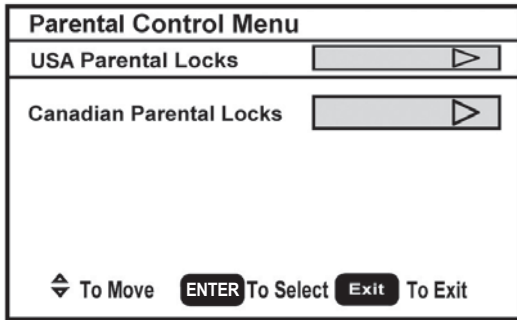 Parental Control Menu
USA Parental Locks
Canadian Parental Locks
To Move ENTER To Select Exit To Exit